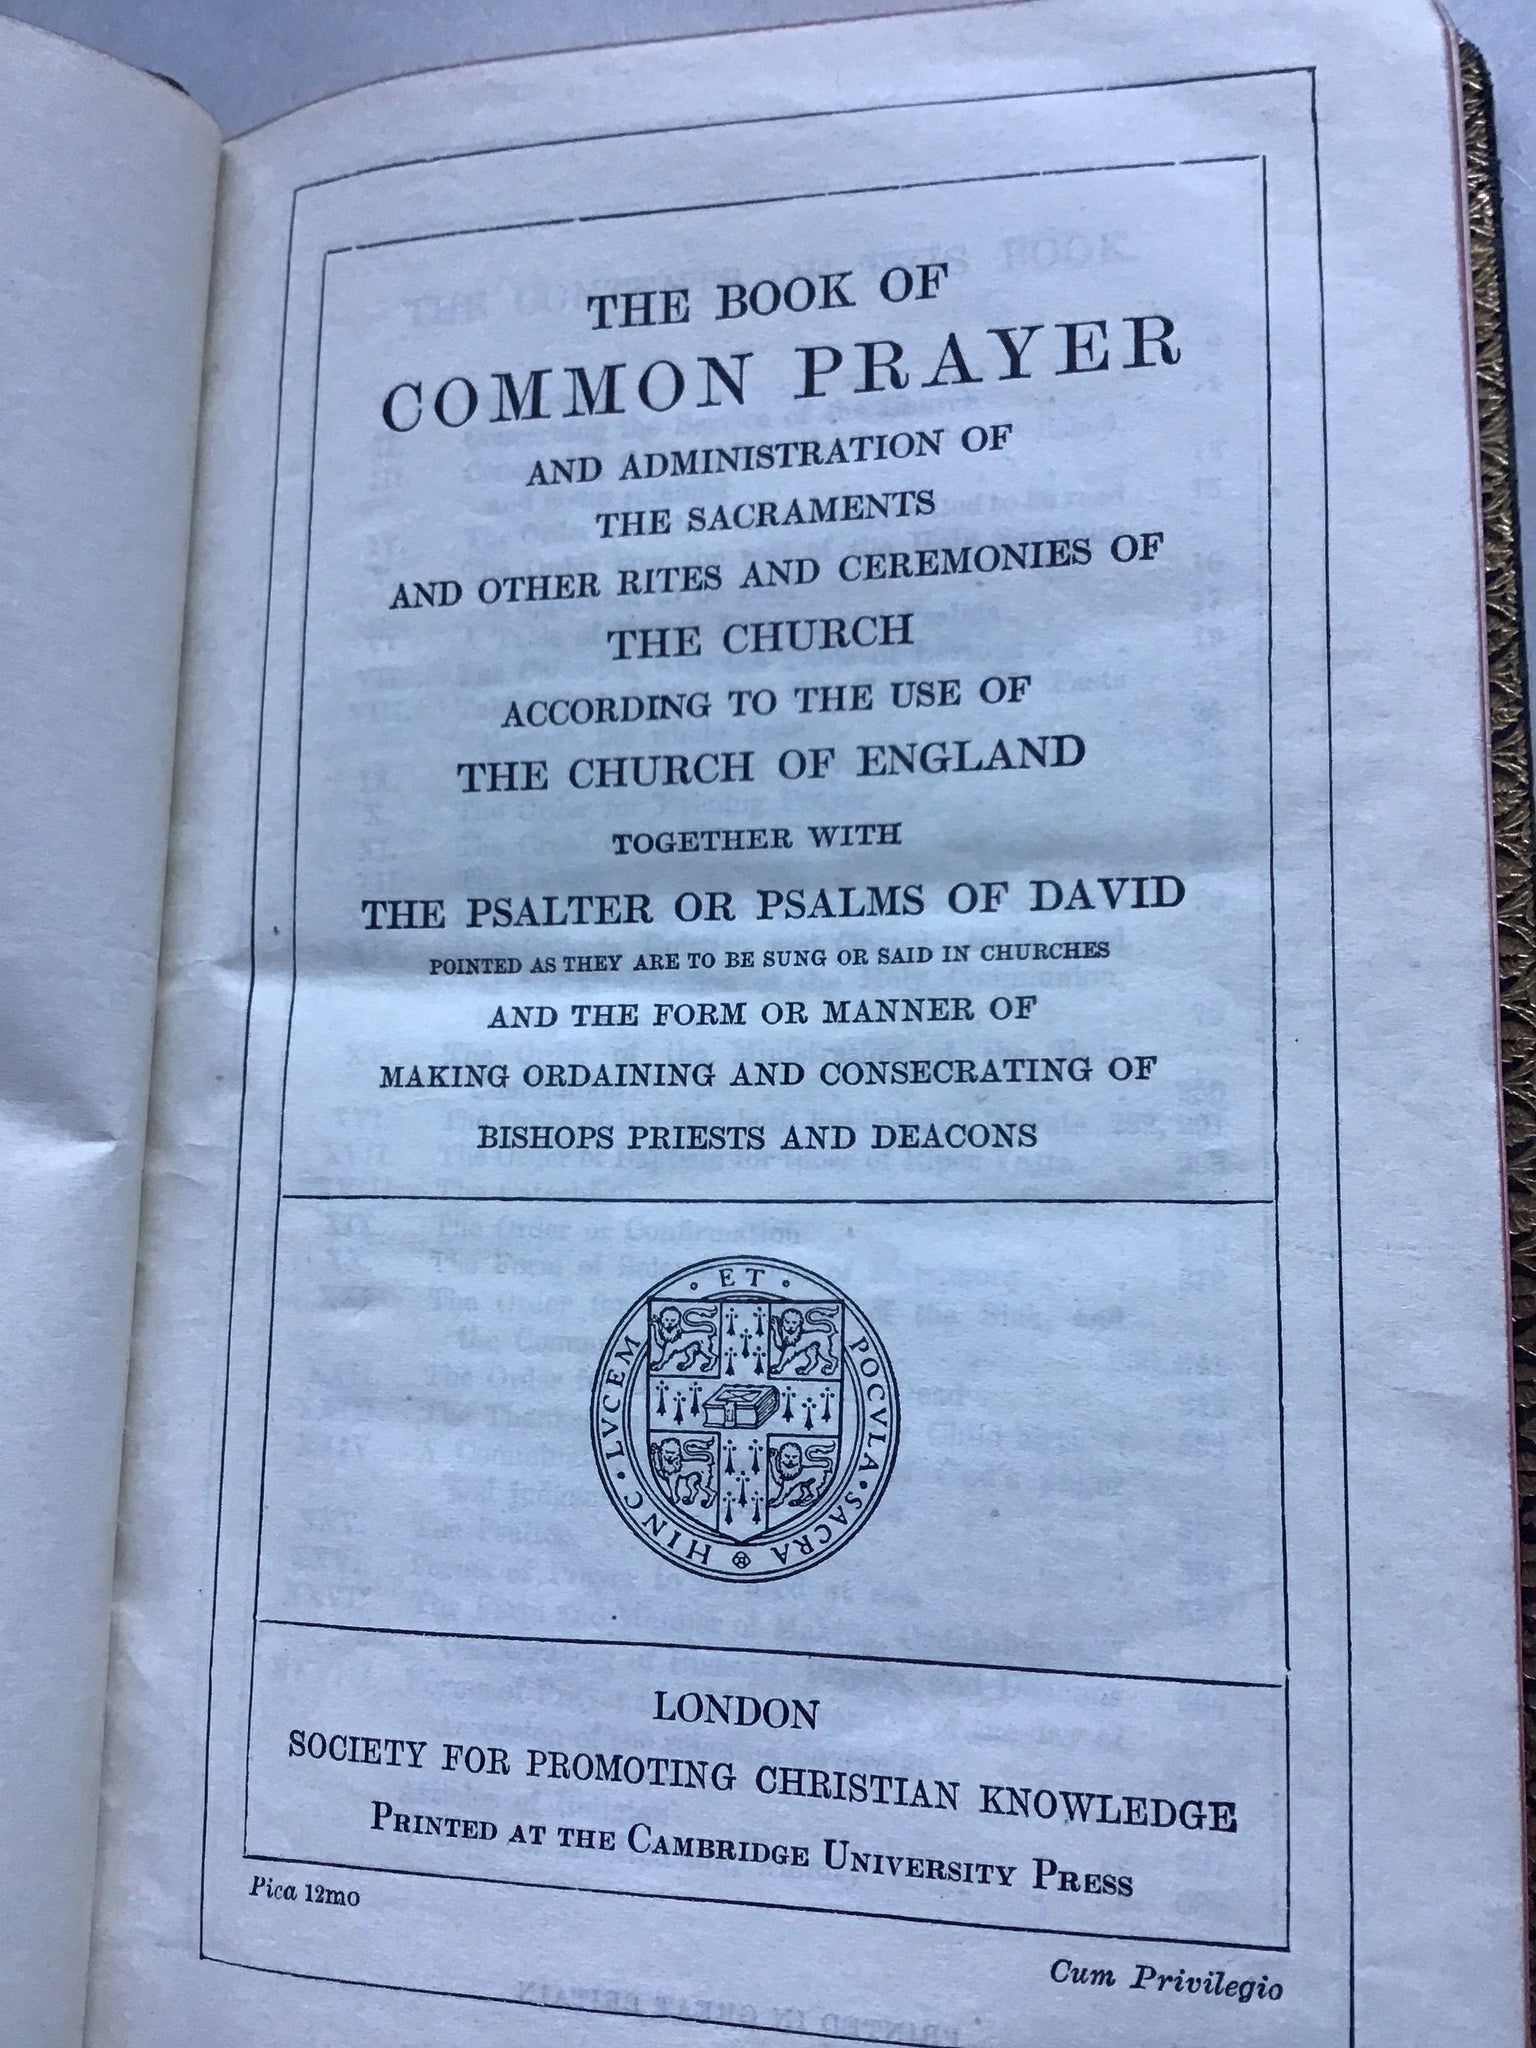 THE BOOK OF
COMMON PRAYER
AND ADMINISTRATION OF
THE SACRAMENTS
AND OTHER RITES AND CEREMONIES OF
THE CHURCH
ACCORDING TO THE USE OF
THE CHURCH OF ENGLAND
TOGETHER WITH
THE PSALTER OR PSALMS OF DAVID
POINTED AS THEY ARE TO BE SUNG OR SAID IN CHURCHES
AND THE FORM OR MANNER OF
MAKING ORDAINING AND CONSECRATING OF
BISHOPS PRIESTS AND DEACONS
HINC · LVCEM · ET · POCVLA · SACRA
LONDON
SOCIETY FOR PROMOTING CHRISTIAN KNOWLEDGE
PRINTED AT THE CAMBRIDGE UNIVERSITY PRESS
Pica 12mo
Cum Privilegio
PRINTED IN GREAT BRITAIN